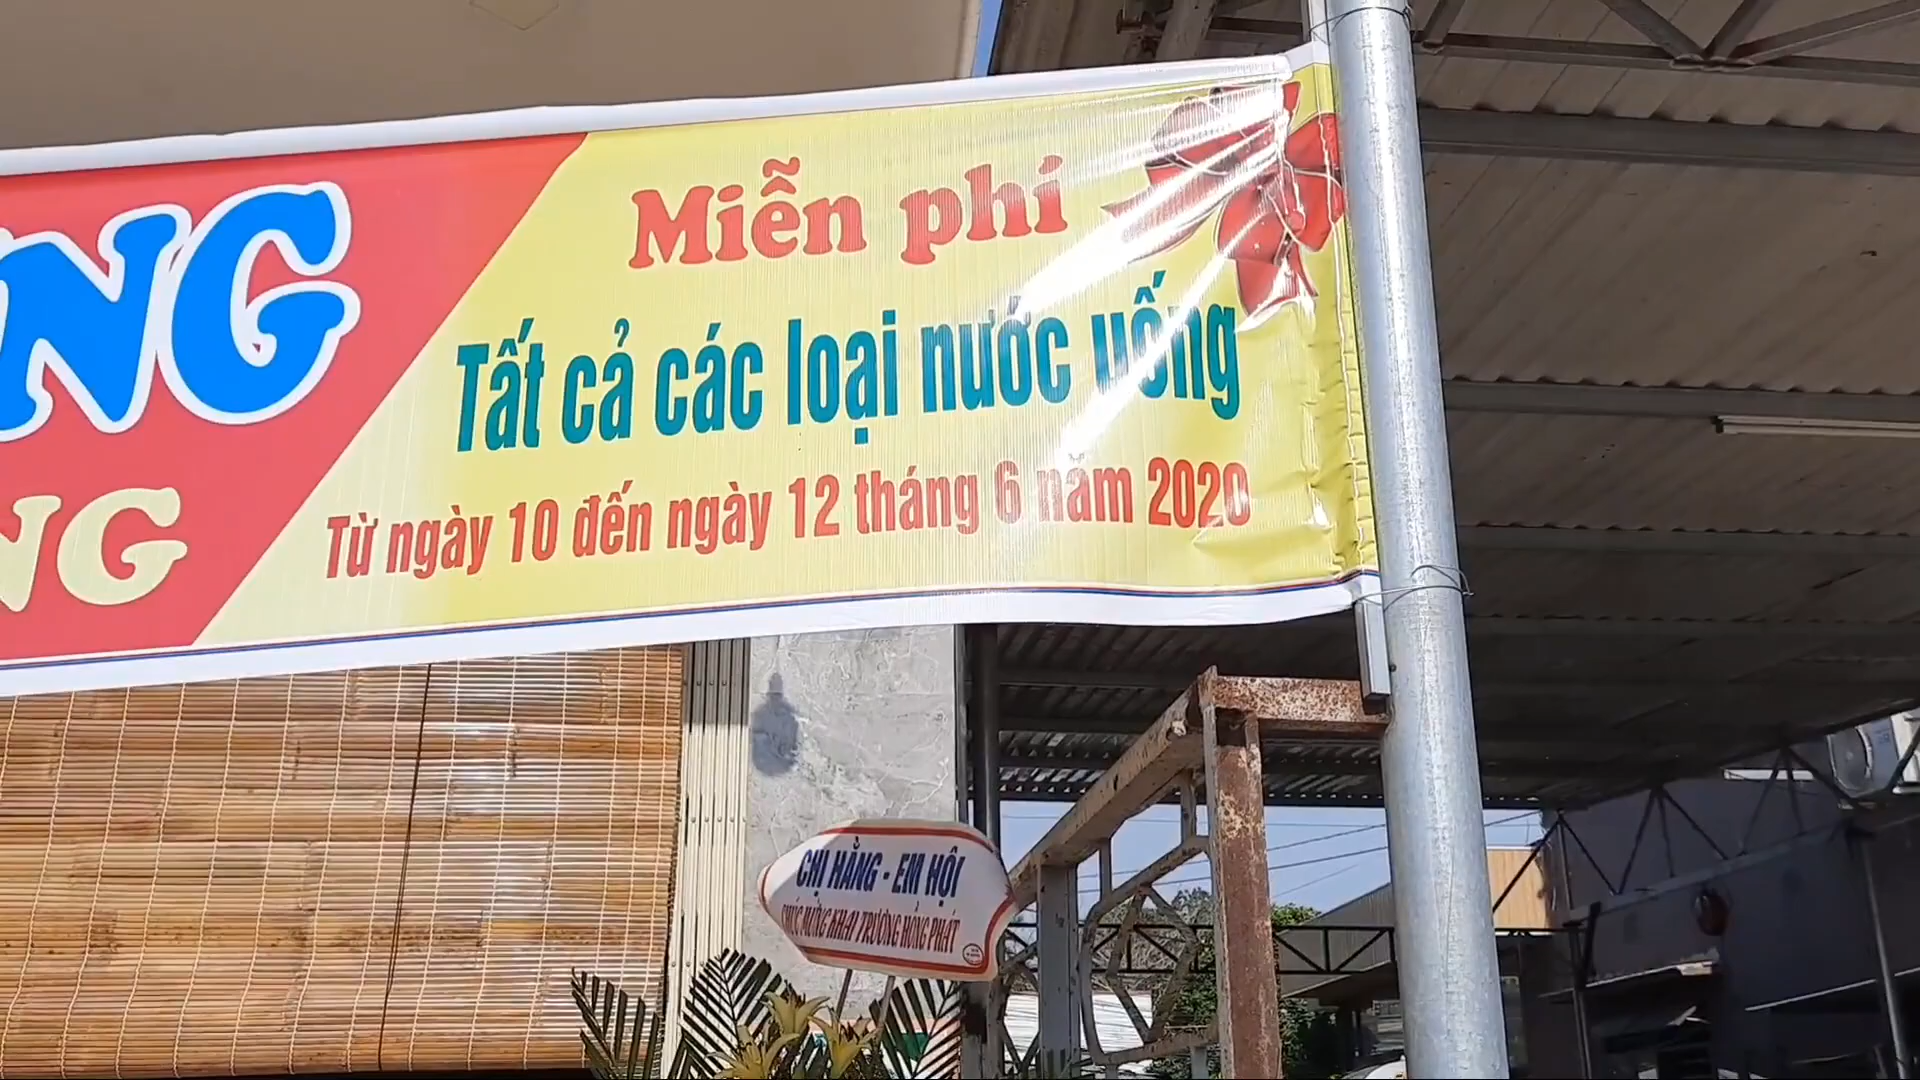 NG
NG
Miễn phí
Tất cả các loại nước uống
Từ ngày 10 đến ngày 12 tháng 6 năm 2020
CHỊ HẰNG - EM HỘI
CHÚC MỪNG KHAI TRƯƠNG HỒNG PHÁT